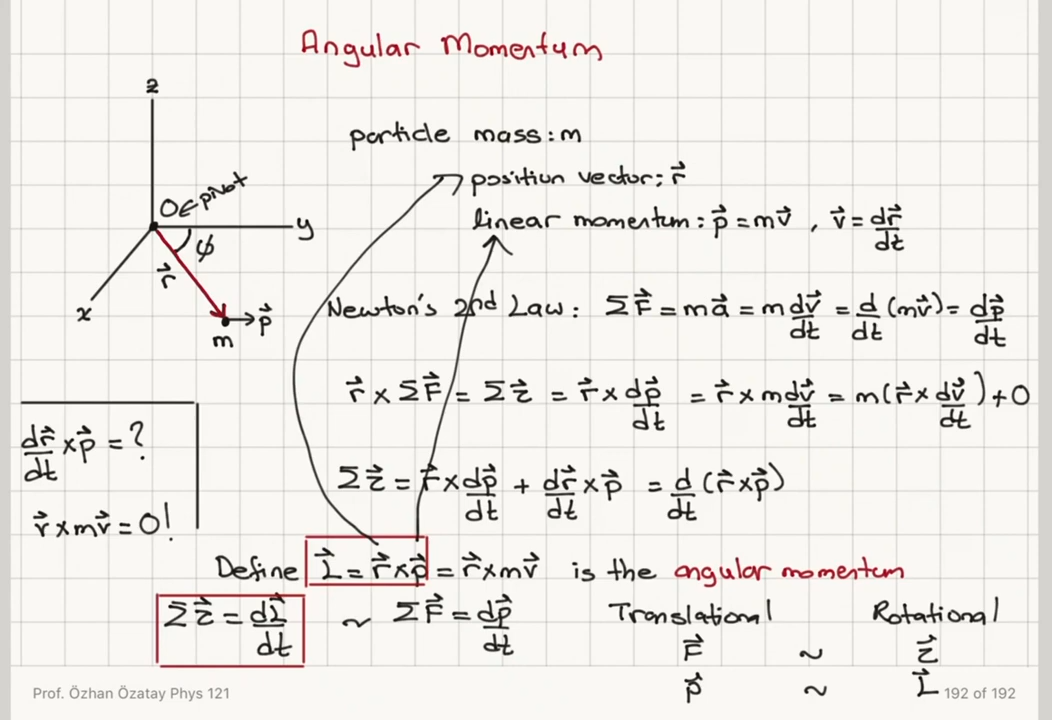 Angular Momentum
z
particle mass: m
position vector: r⃗
O ← pivot
linear momentum: p⃗ = mv⃗ , v⃗ = dr⃗/dt
y
φ
r⃗
x
p⃗
m
Newton's 2nd Law: ΣF⃗ = ma⃗ = m dv⃗/dt = d/dt (mv⃗) = dp⃗/dt
r⃗ × ΣF⃗ = Στ⃗ = r⃗ × dp⃗/dt = r⃗ × m dv⃗/dt = m(r⃗ × dv⃗/dt) + 0
dr⃗/dt × p⃗ = ?
v⃗ × mv⃗ = 0!
Στ⃗ = r⃗ × dp⃗/dt + dr⃗/dt × p⃗ = d/dt (r⃗ × p⃗)
Define L⃗ = r⃗ × p⃗ = r⃗ × mv⃗ is the angular momentum
Στ⃗ = dL⃗/dt ~ ΣF⃗ = dp⃗/dt Translational Rotational
F⃗ ~ τ⃗
p⃗ ~ L⃗
Prof. Özhan Özatay Phys 121
192 of 192